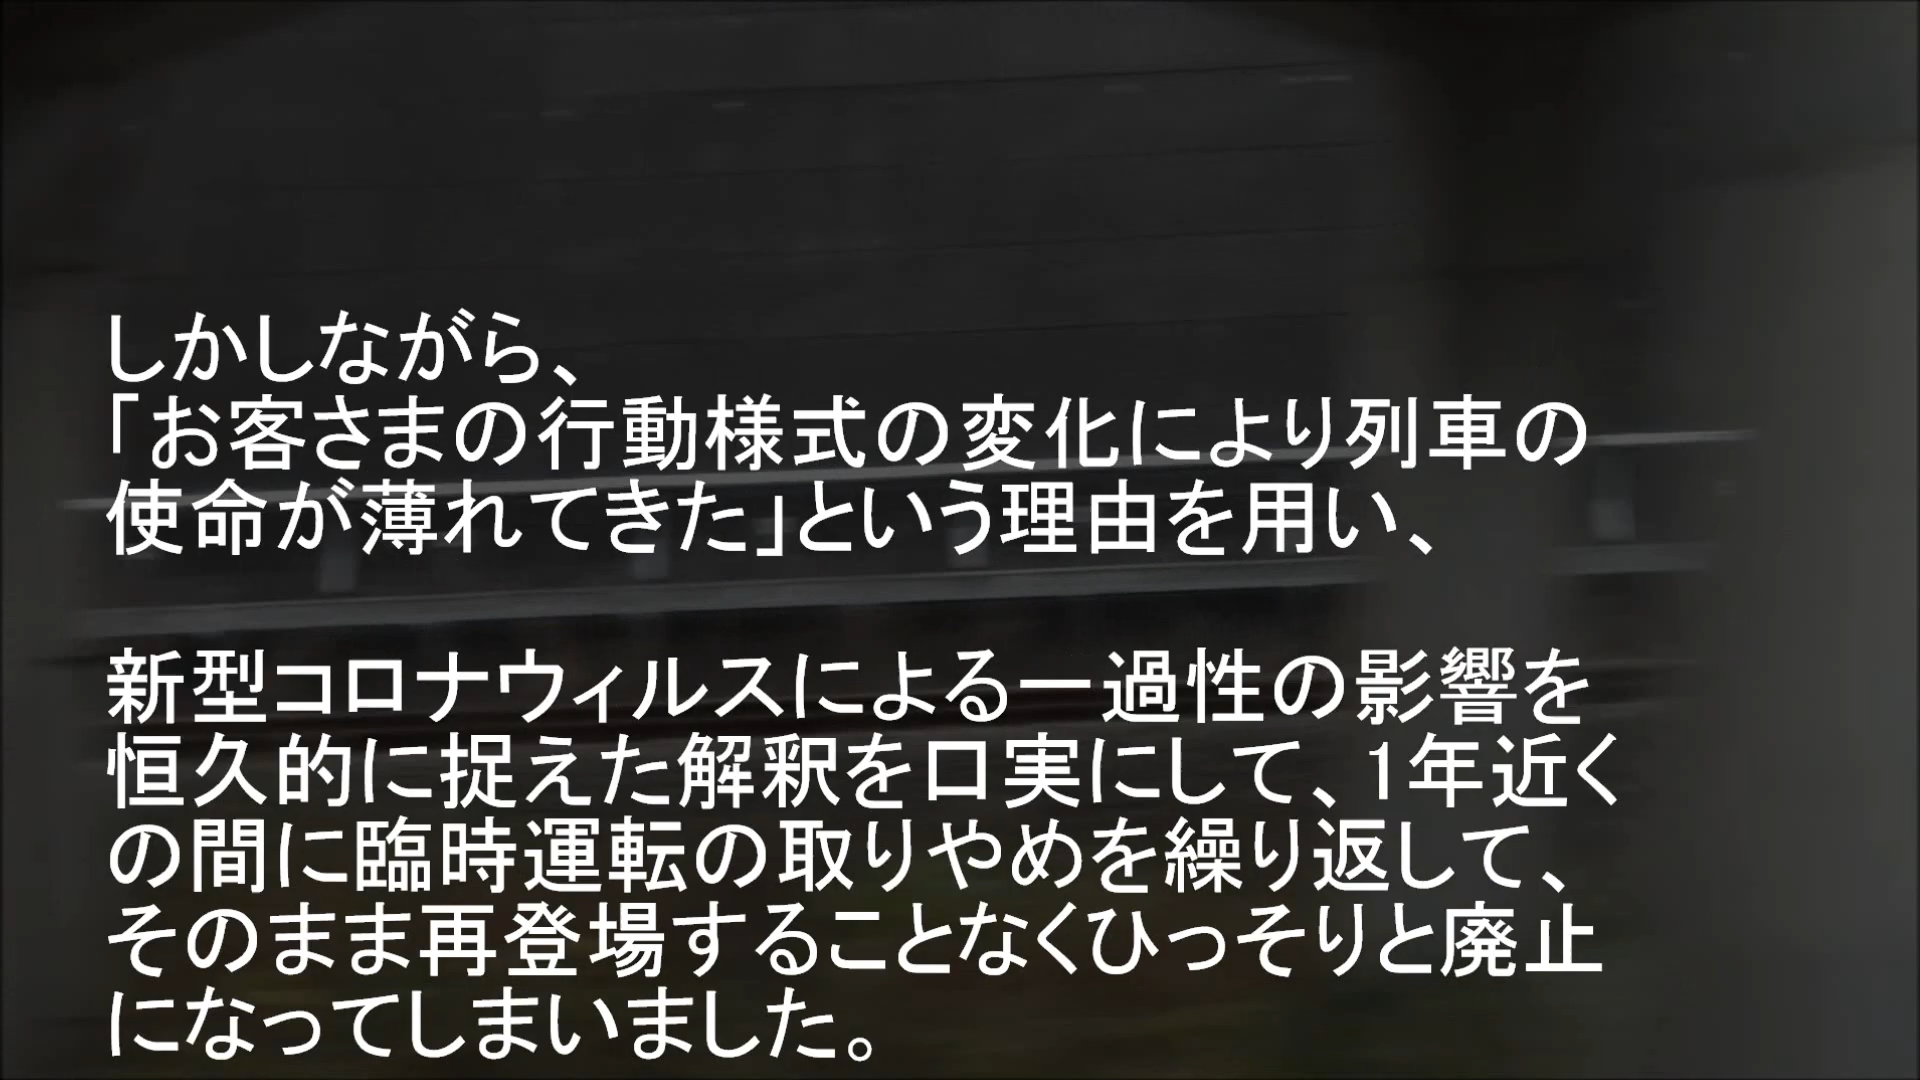 しかしながら、
「お客さまの行動様式の変化により列車の
使命が薄れてきた」という理由を用い、
新型コロナウィルスによる一過性の影響を
恒久的に捉えた解釈を口実にして、1年近く
の間に臨時運転の取りやめを繰り返して、
そのまま再登場することなくひっそりと廃止
になってしまいました。